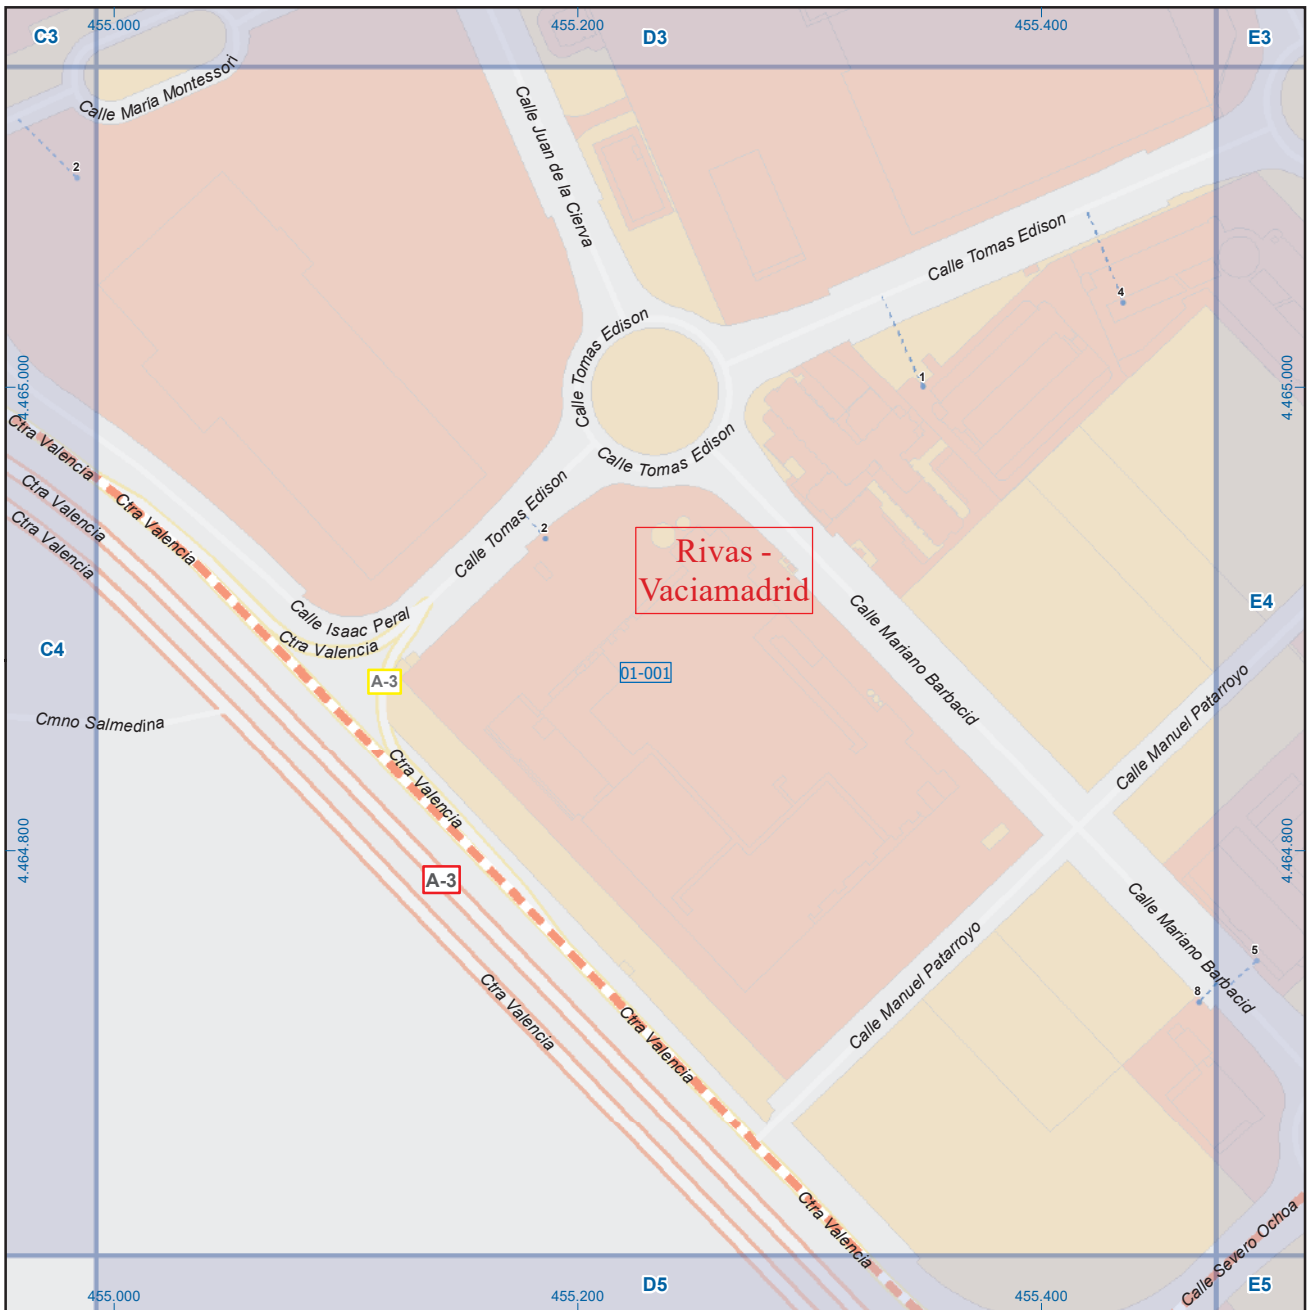 455.000
455.200
455.400
C3
D3
E3
Calle María Montessori
2
Calle Juan de la Cierva
Calle Tomas Edison
4
Calle Tomas Edison
1
4.465.000
4.465.000
Ctra Valencia
Calle Tomas Edison
Ctra Valencia
Ctra Valencia
Calle Tomas Edison
2
Ctra Valencia
Rivas -
Vaciamadrid
Calle Isaac Peral
Ctra Valencia
Calle Mariano Barbacid
E4
C4
01-001
A-3
Cmno Salmedina
Calle Manuel Patarroyo
Ctra Valencia
4.464.800
4.464.800
A-3
Calle Mariano Barbacid
Calle Manuel Patarroyo
5
8
Ctra Valencia
Ctra Valencia
Ctra Valencia
Calle Severo Ochoa
D5
E5
455.000
455.200
455.400